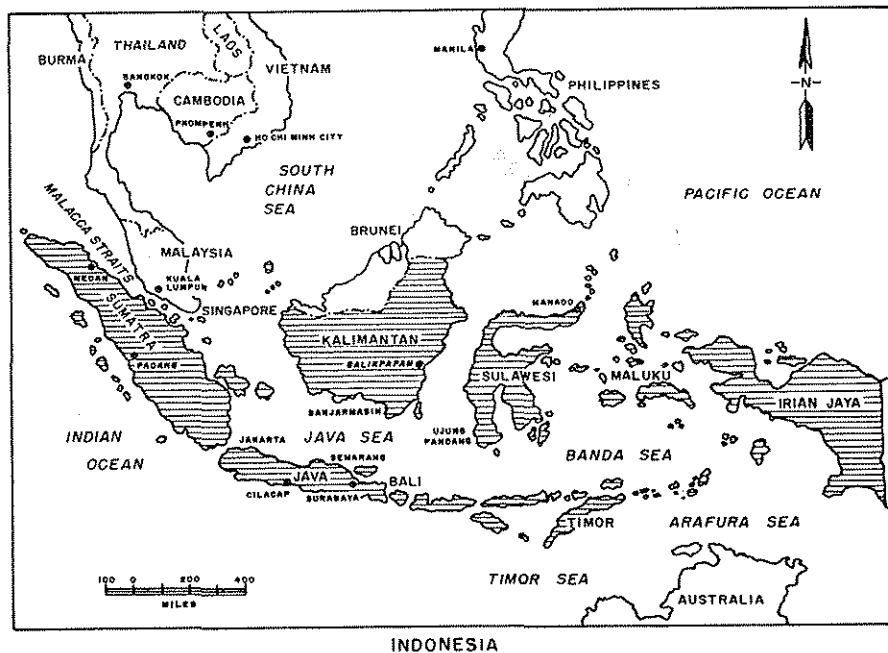 THAILAND
LAOS
BURMA
VIETNAM
BANGKOK
CAMBODIA
PHOMPENH
HO CHI MINH CITY
MANILA
PHILIPPINES
N
SOUTH
CHINA
SEA
PACIFIC OCEAN
MALACCA STRAITS
MALAYSIA
BRUNEI
KUALA
LUMPUR
MEDAN
SINGAPORE
SUMATRA
PADANG
KALIMANTAN
BALIKPAPAN
BANJARMASIN
MANADO
SULAWESI
MALUKU
IRIAN JAYA
UJUNG
PANDANG
INDIAN
OCEAN
JAKARTA
JAVA SEA
SEMARANG
BANDA SEA
JAVA
BALI
CILACAP
SURABAYA
TIMOR
ARAFURA SEA
TIMOR SEA
AUSTRALIA
100 0 200 400
MILES
INDONESIA